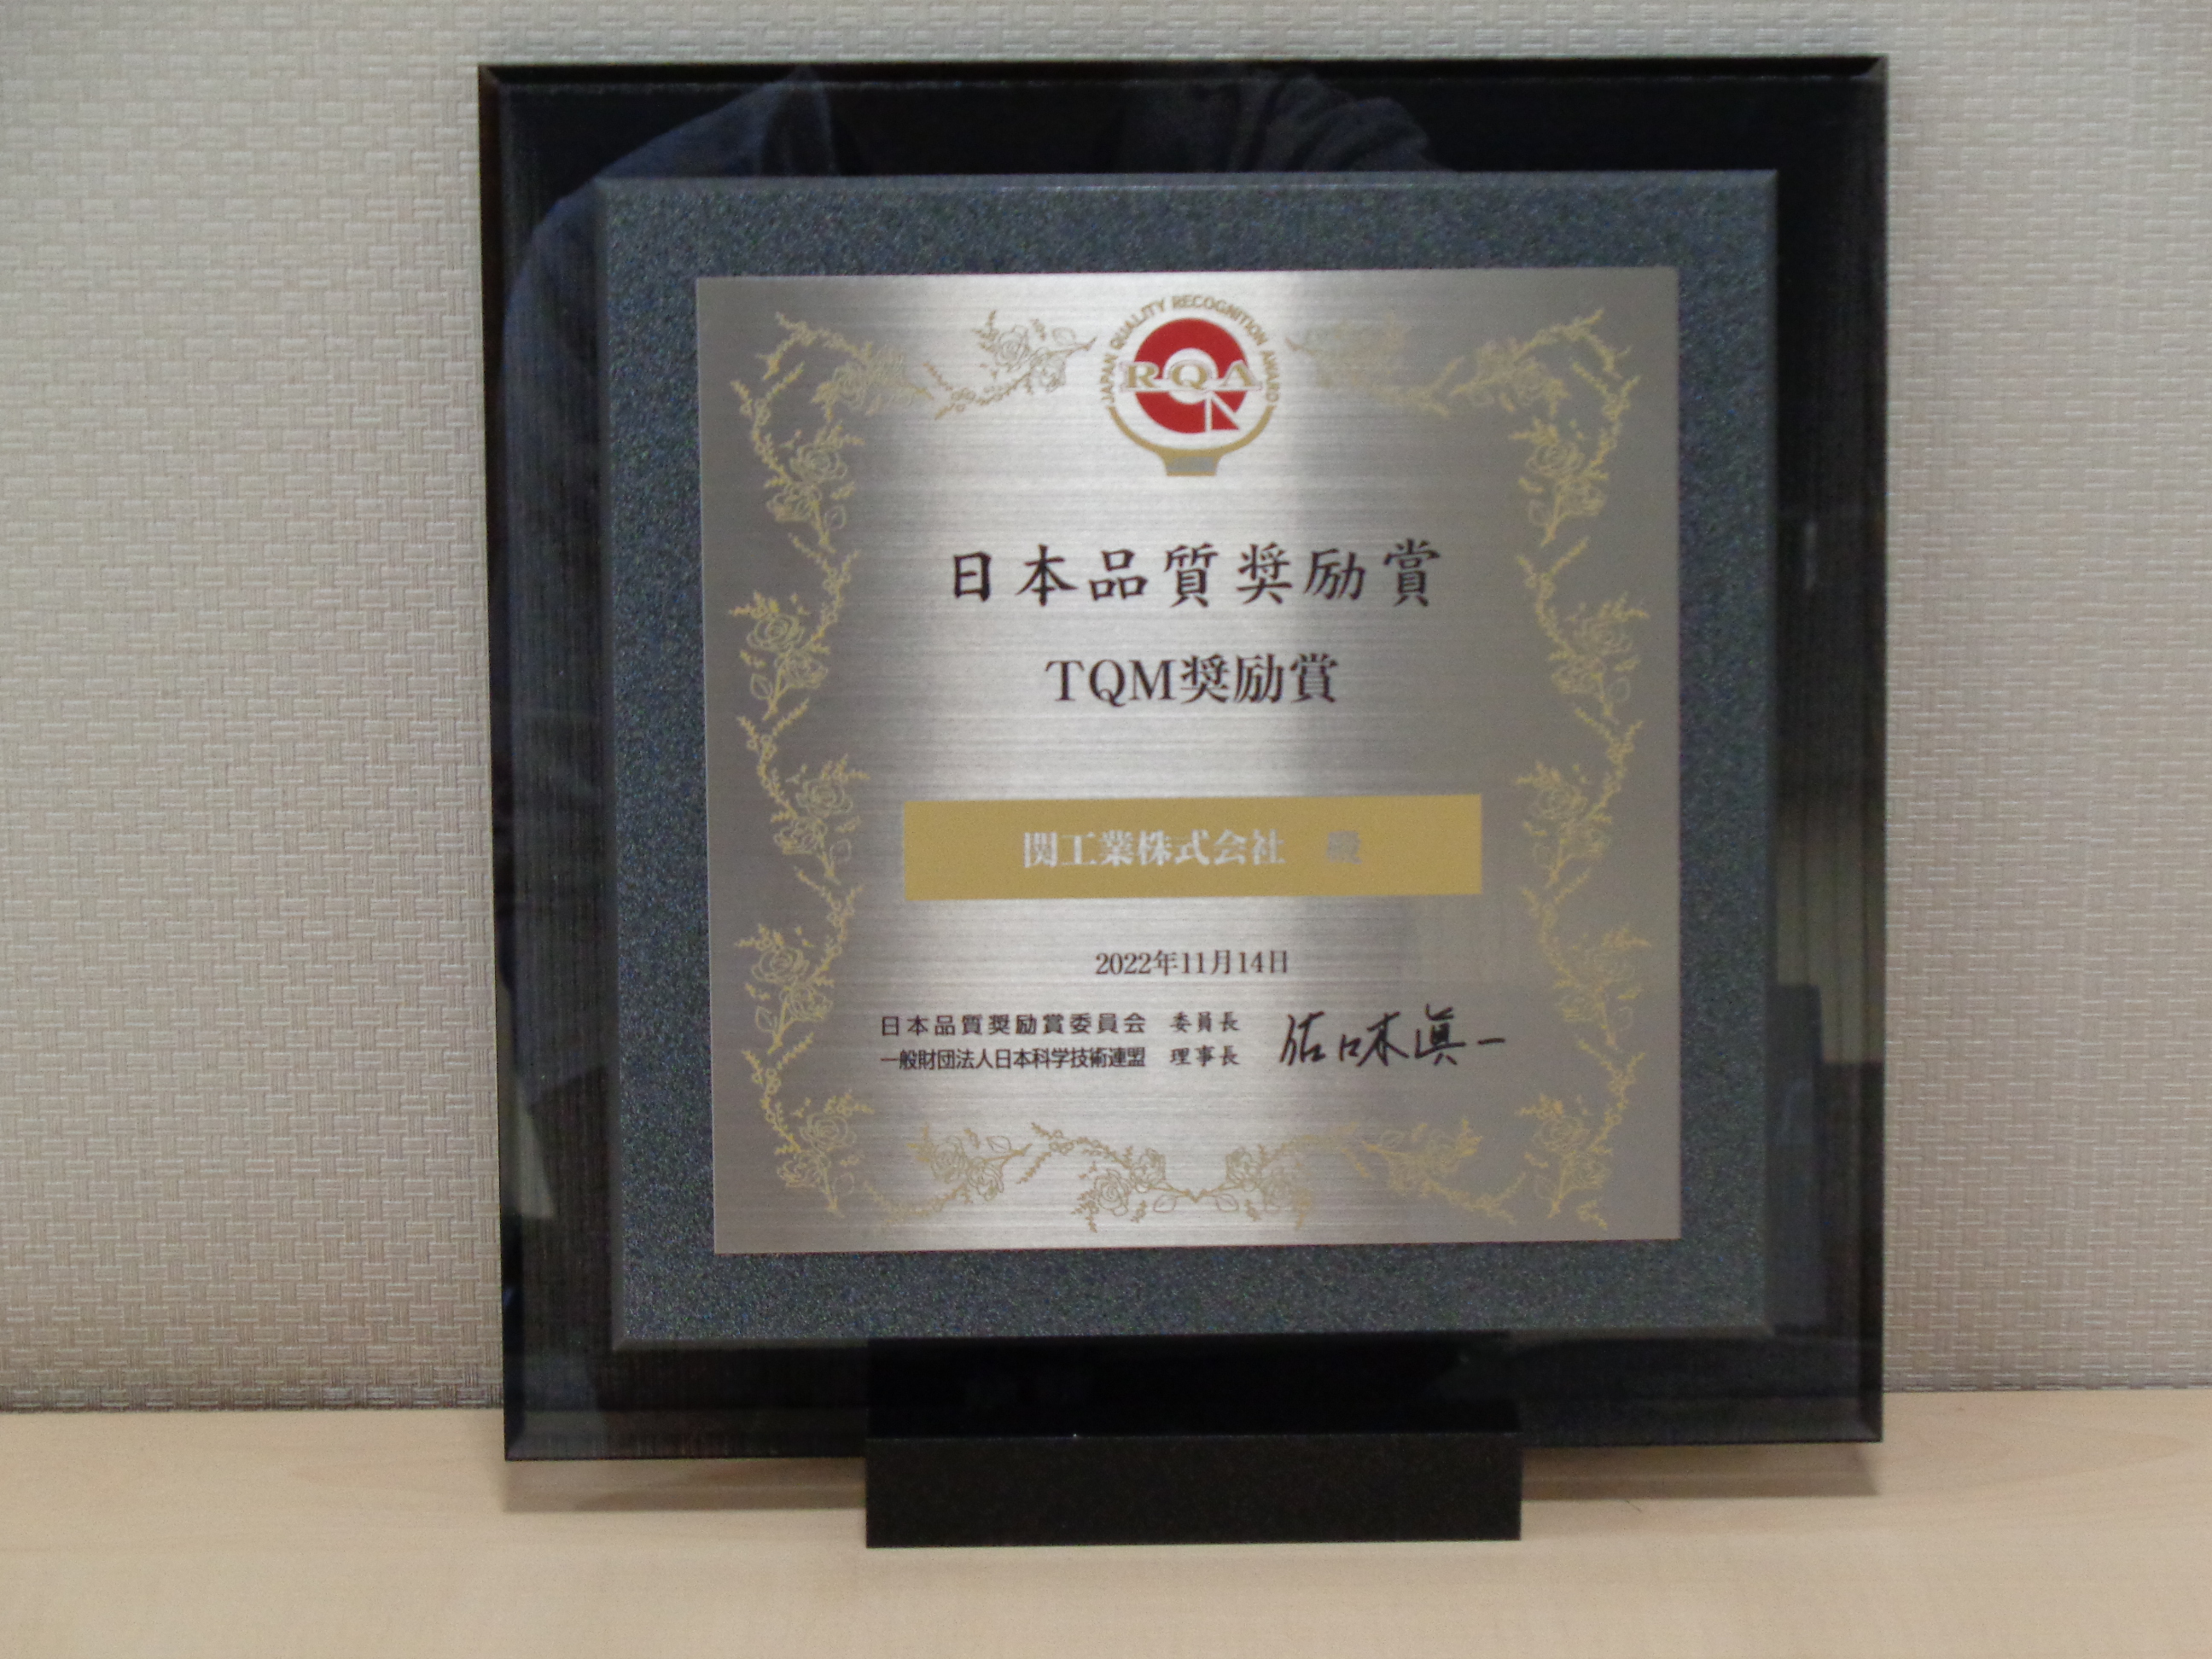 JAPAN QUALITY RECOGNITION AWARD
RQA
日本品質奨励賞
TQM奨励賞
関工業株式会社 殿
2022年11月14日
日本品質奨励賞委員会 委員長
一般財団法人日本科学技術連盟 理事長
佐々木眞一